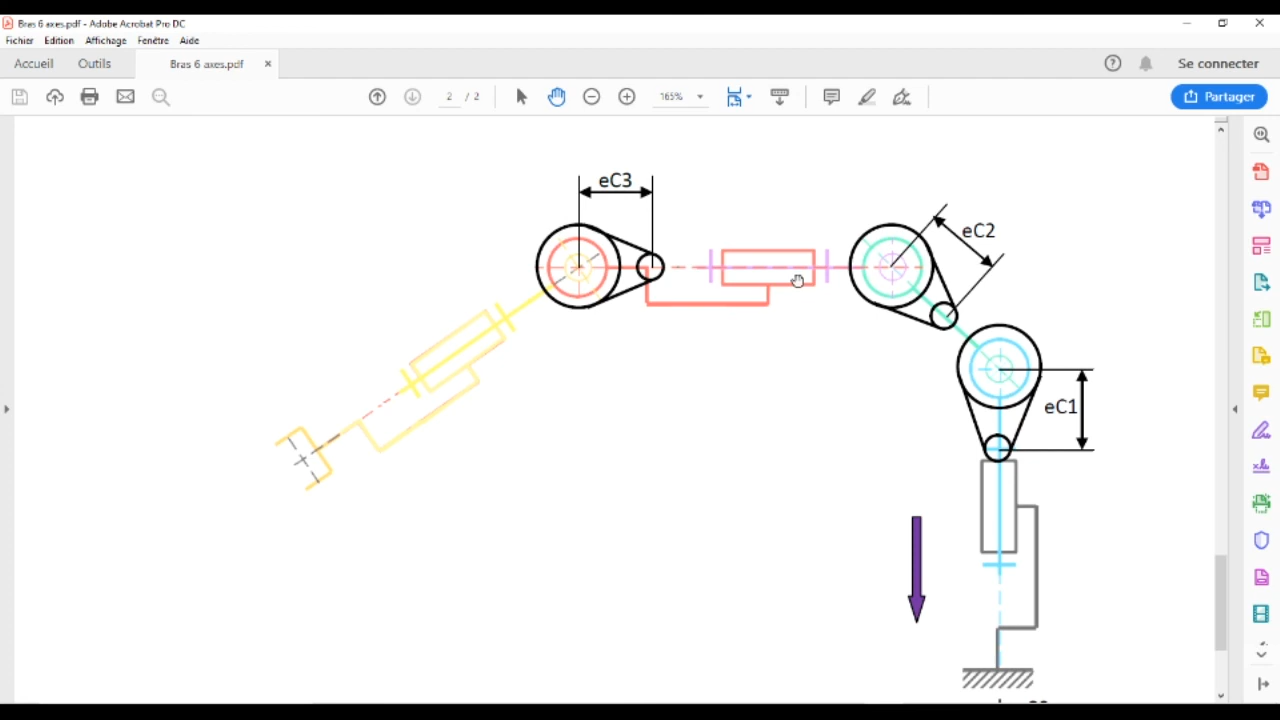 Bras 6 axes.pdf - Adobe Acrobat Pro DC
Fichier Edition Affichage Fenêtre Aide
Accueil Outils Bras 6 axes.pdf × Se connecter
2 / 2 165% Partager
eC3
eC2
eC1